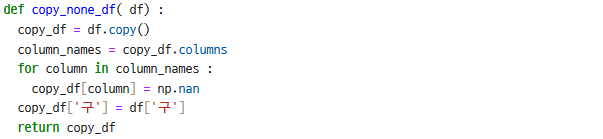 def copy_none_df( df) :
  copy_df = df.copy()
  column_names = copy_df.columns
  for column in column_names :
    copy_df[column] = np.nan
  copy_df['구'] = df['구']
  return copy_df